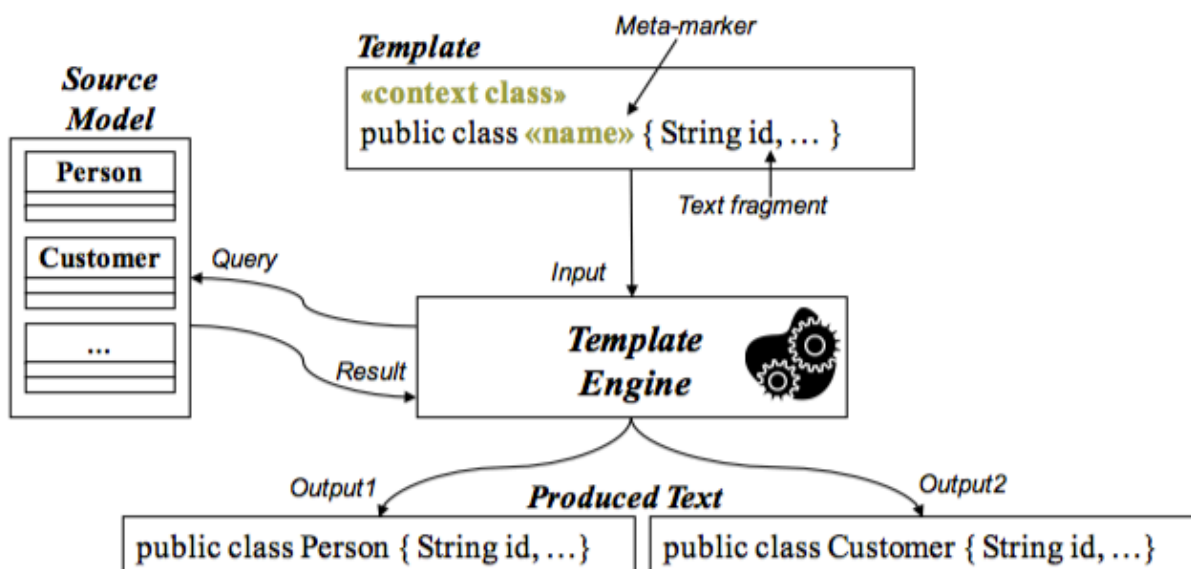 Meta-marker
Template
«context class»
public class «name» { String id, … }
Text fragment
Source
Model
Person
Customer
...
Query
Result
Input
Template
Engine
Output1
Produced Text
Output2
public class Person { String id, …}
public class Customer { String id, …}